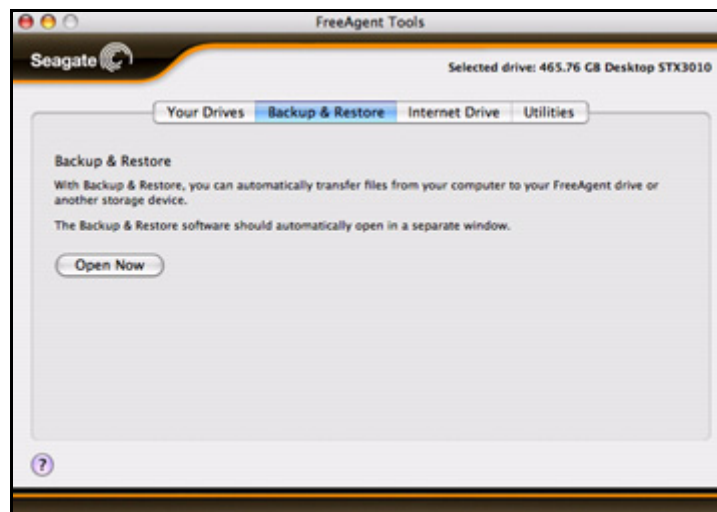 FreeAgent Tools
Seagate
Selected drive: 465.76 GB Desktop STX3010
Your Drives Backup & Restore Internet Drive Utilities
Backup & Restore
With Backup & Restore, you can automatically transfer files from your computer to your FreeAgent drive or
another storage device.
The Backup & Restore software should automatically open in a separate window.
Open Now
?